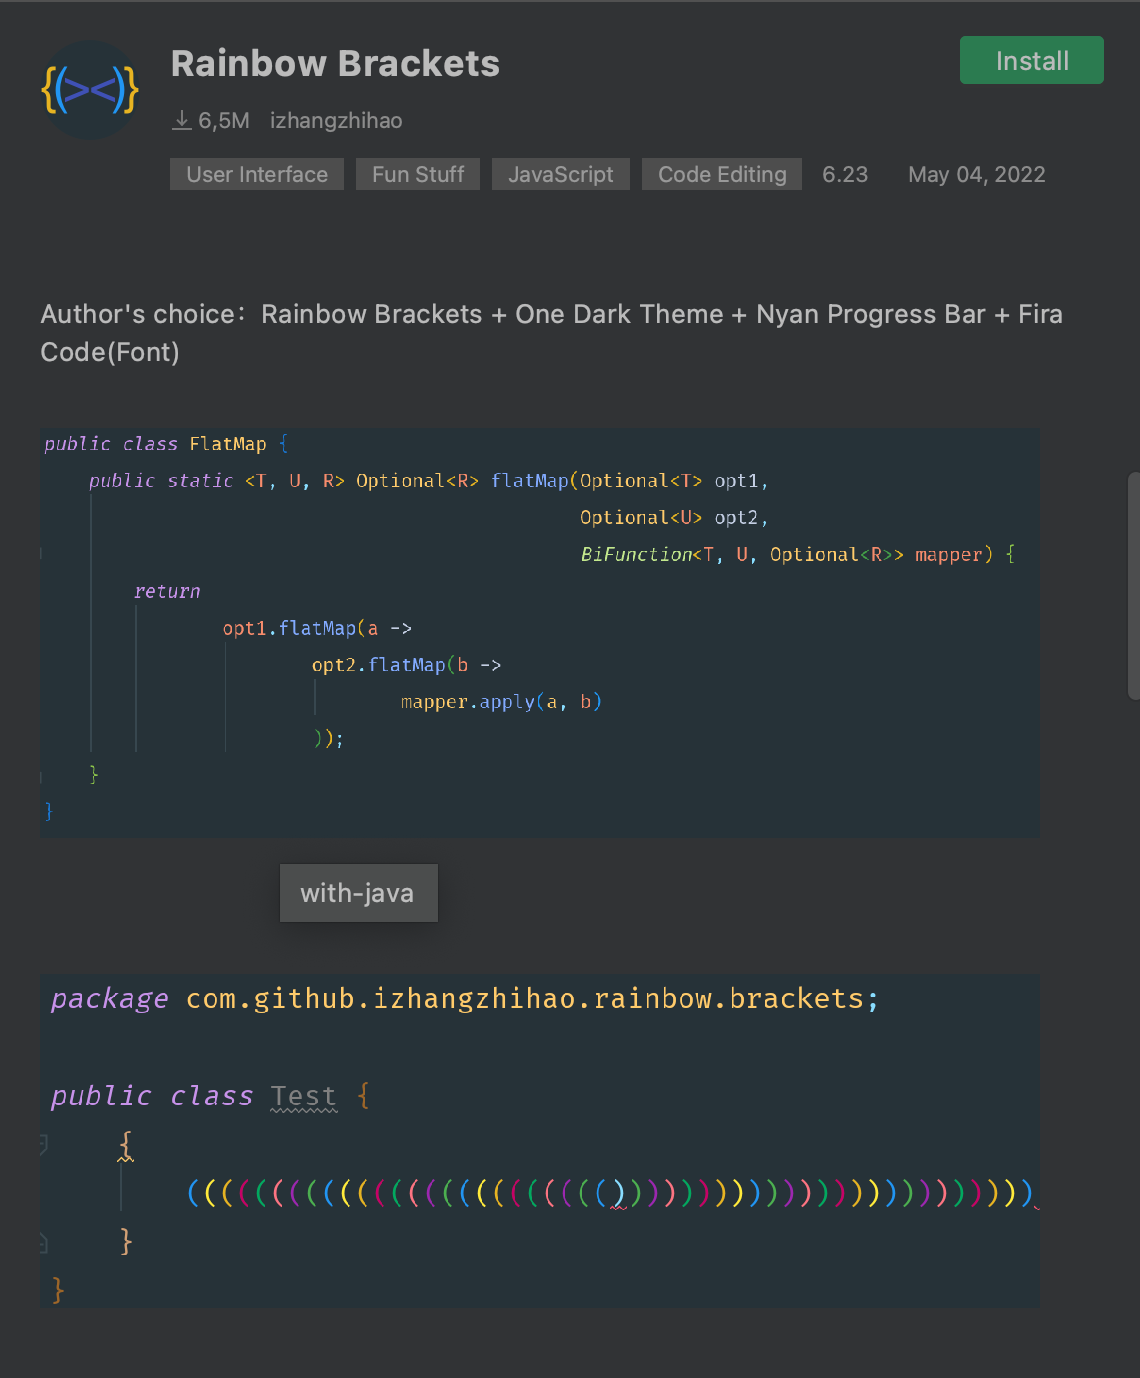 {(><)}
Rainbow Brackets
Install
6,5M izhangzhihao
User Interface Fun Stuff JavaScript Code Editing 6.23 May 04, 2022
Author's choice：Rainbow Brackets + One Dark Theme + Nyan Progress Bar + Fira
Code(Font)
public class FlatMap {
public static <T, U, R> Optional<R> flatMap(Optional<T> opt1,
Optional<U> opt2,
BiFunction<T, U, Optional<R>> mapper) {
return
opt1.flatMap(a ->
opt2.flatMap(b ->
mapper.apply(a, b)
));
}
}
with-java
package com.github.izhangzhihao.rainbow.brackets;
public class Test {
{
((((((((((((((((((((((((()))))))))))))))))))))))))
}
}